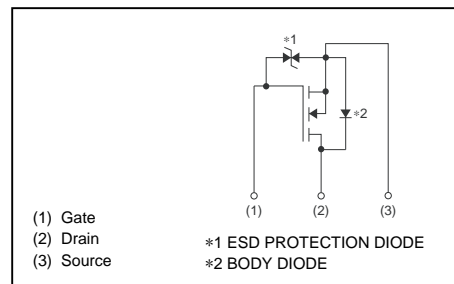 ∗1
∗2
(1) (2) (3)
(1) Gate
(2) Drain
(3) Source
∗1 ESD PROTECTION DIODE
∗2 BODY DIODE